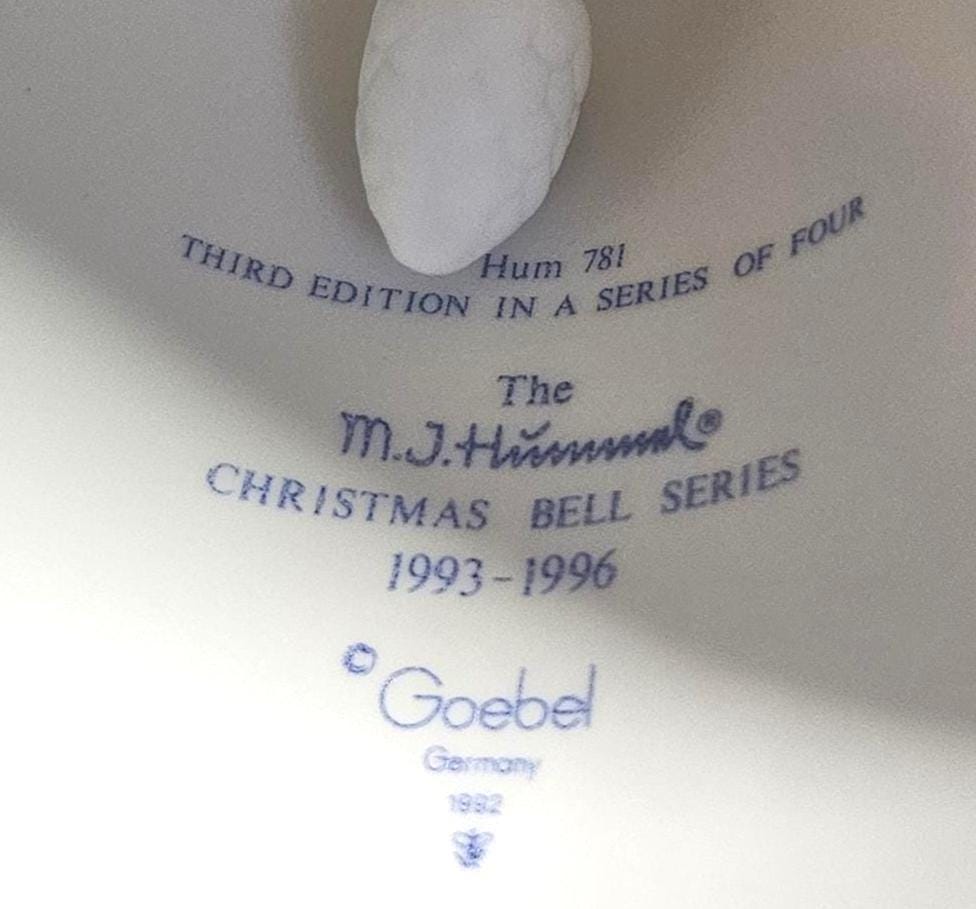 Hum 781
THIRD EDITION IN A SERIES OF FOUR
The
M.J.Hummel®
CHRISTMAS BELL SERIES
1993-1996
© Goebel
Germany
1992